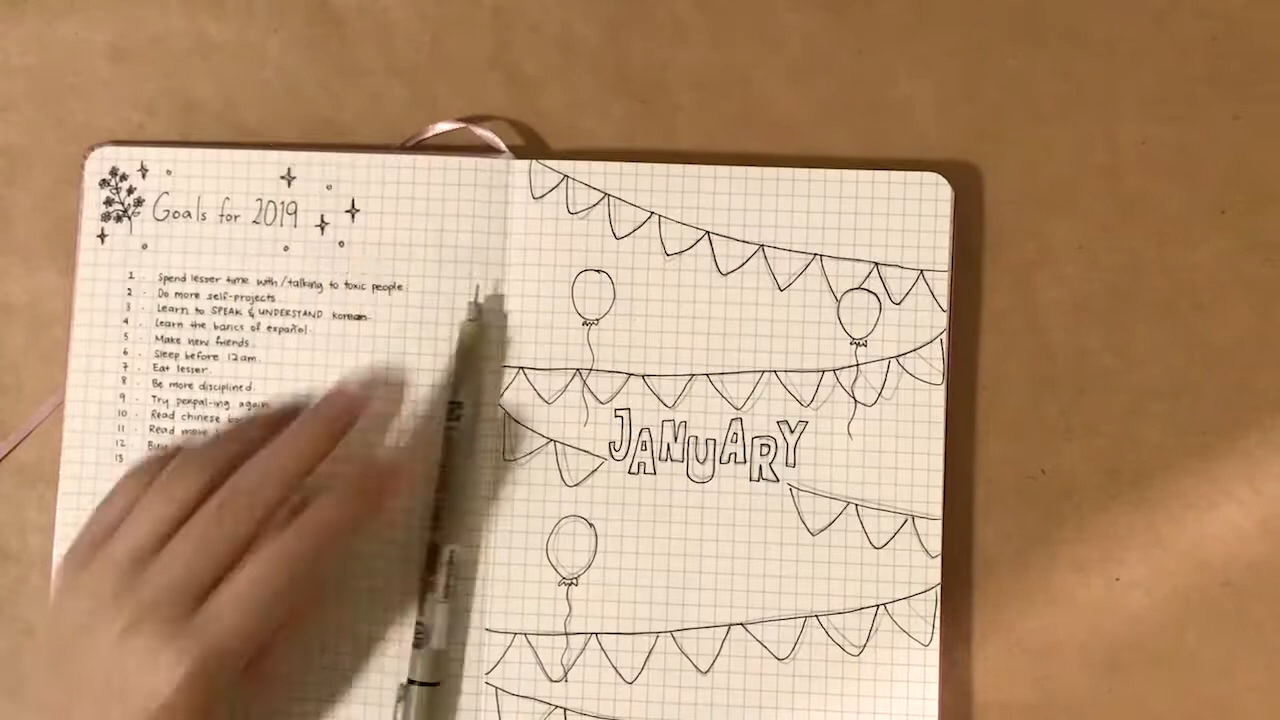 Goals for 2019
1. Spend lesser time with/talking to toxic people.
2. Do more self-projects
3. Learn to SPEAK & UNDERSTAND korean
4. Learn the basics of español.
5. Make new friends.
6. Sleep before 12am.
7. Eat lesser.
8. Be more disciplined.
9. Try penpal-ing again
10. Read chinese
11. Read more
12.
13
JANUARY